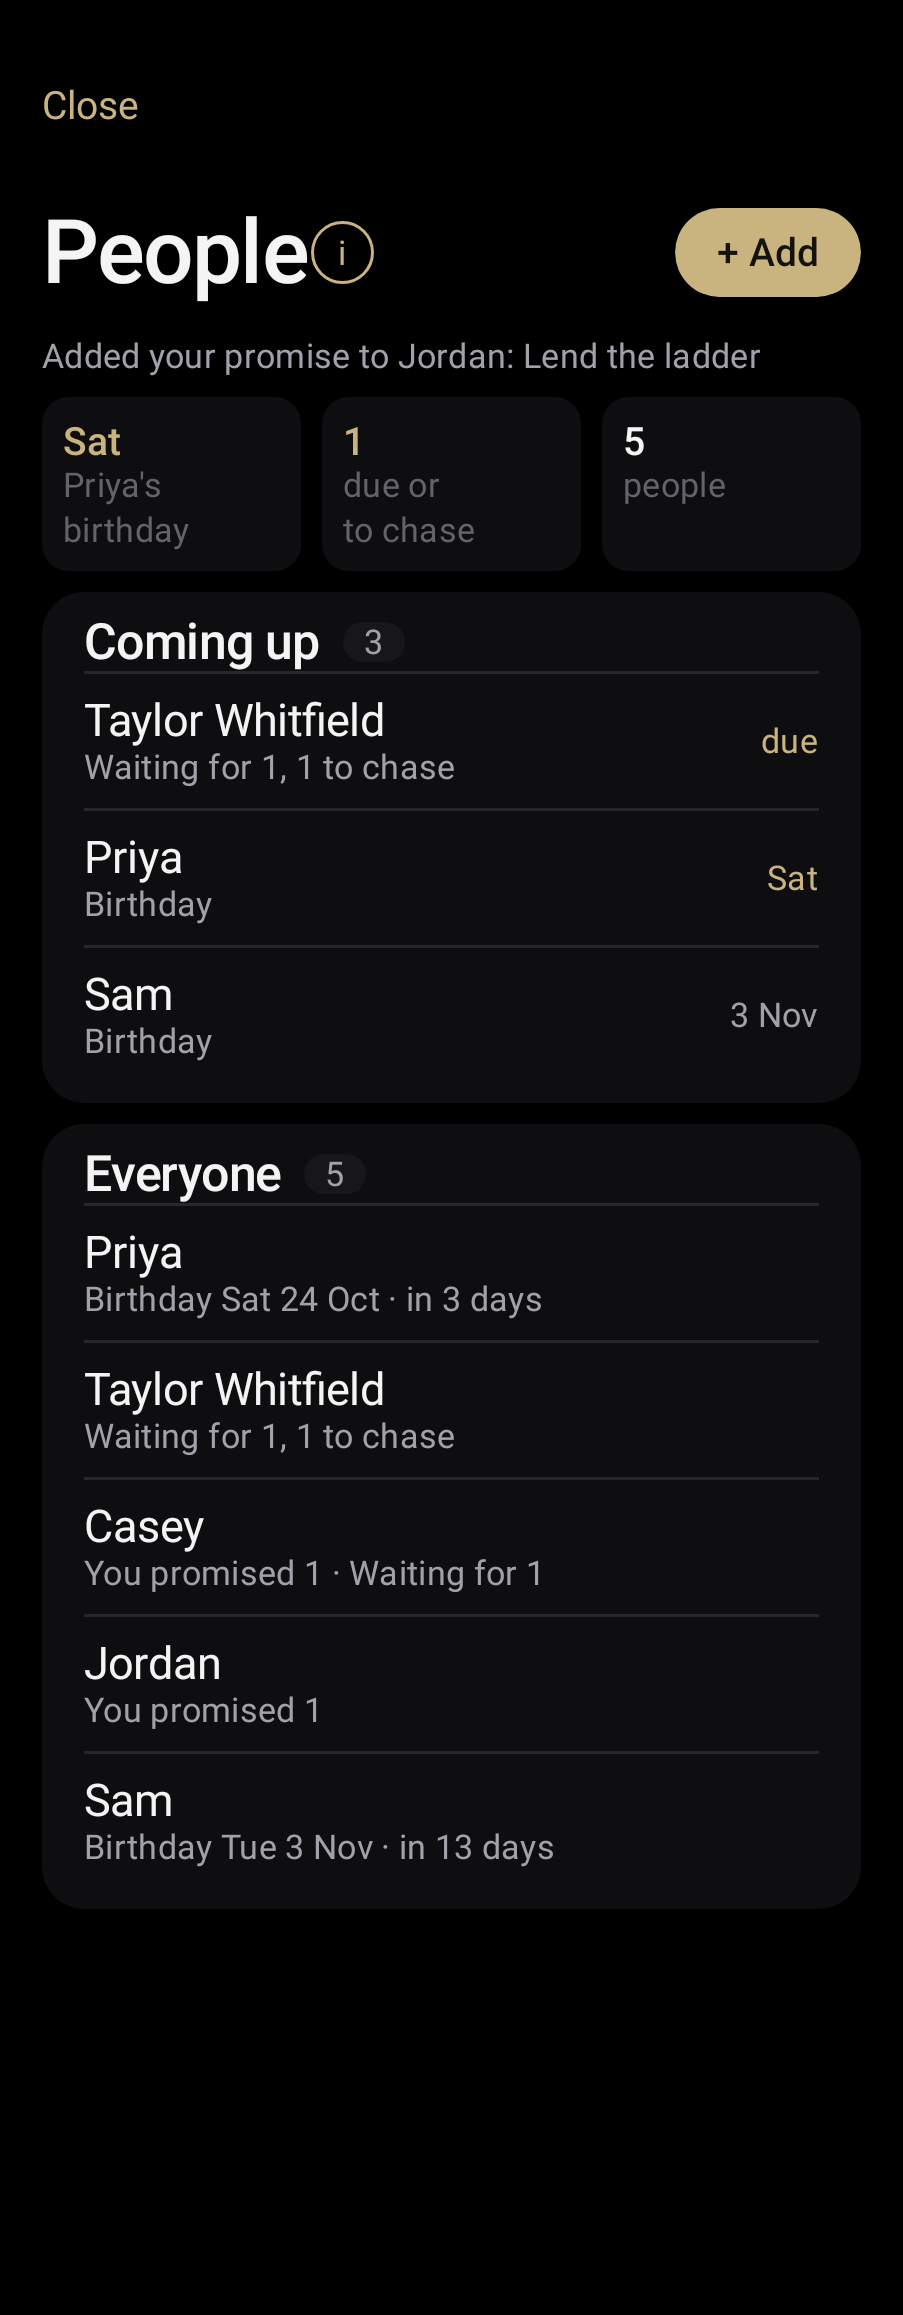 Close
People i
+ Add
Added your promise to Jordan: Lend the ladder
Sat
Priya's
birthday
1
due or
to chase
5
people
Coming up 3
Taylor Whitfield
Waiting for 1, 1 to chase
due
Priya
Birthday
Sat
Sam
Birthday
3 Nov
Everyone 5
Priya
Birthday Sat 24 Oct · in 3 days
Taylor Whitfield
Waiting for 1, 1 to chase
Casey
You promised 1 · Waiting for 1
Jordan
You promised 1
Sam
Birthday Tue 3 Nov · in 13 days